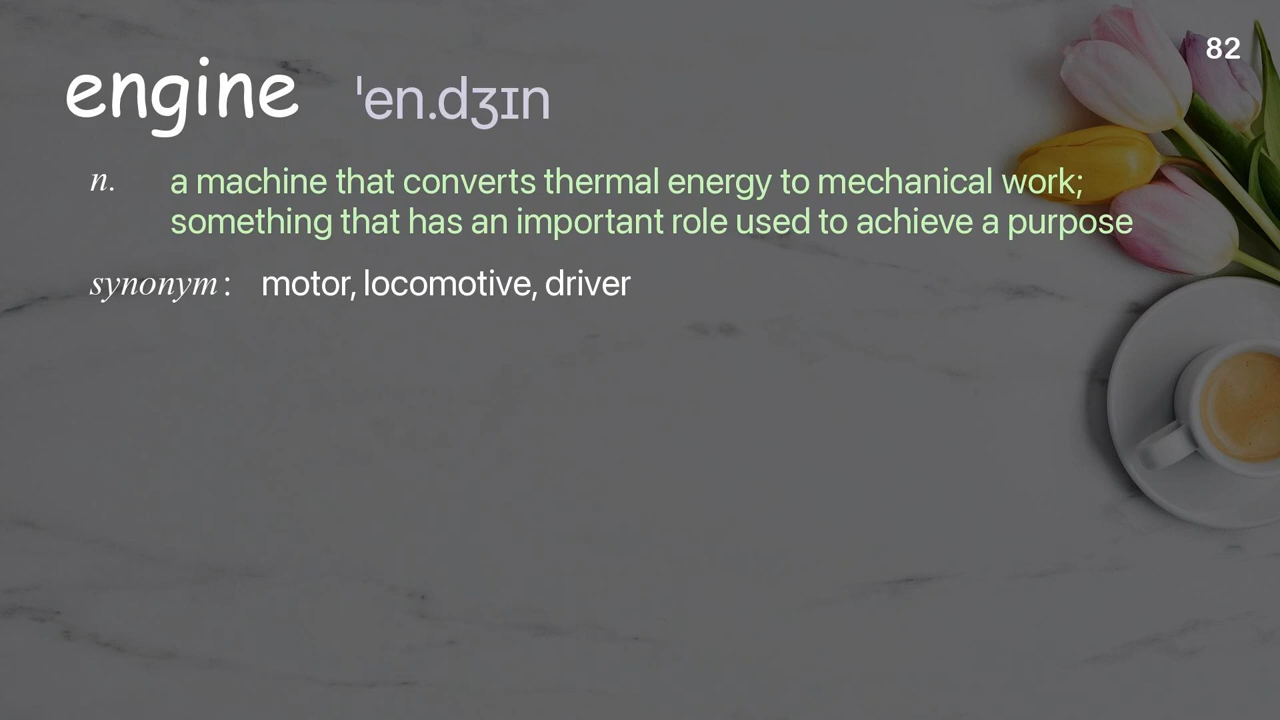 82
engine ˈen.dʒɪn
n. a machine that converts thermal energy to mechanical work;
something that has an important role used to achieve a purpose
synonym: motor, locomotive, driver